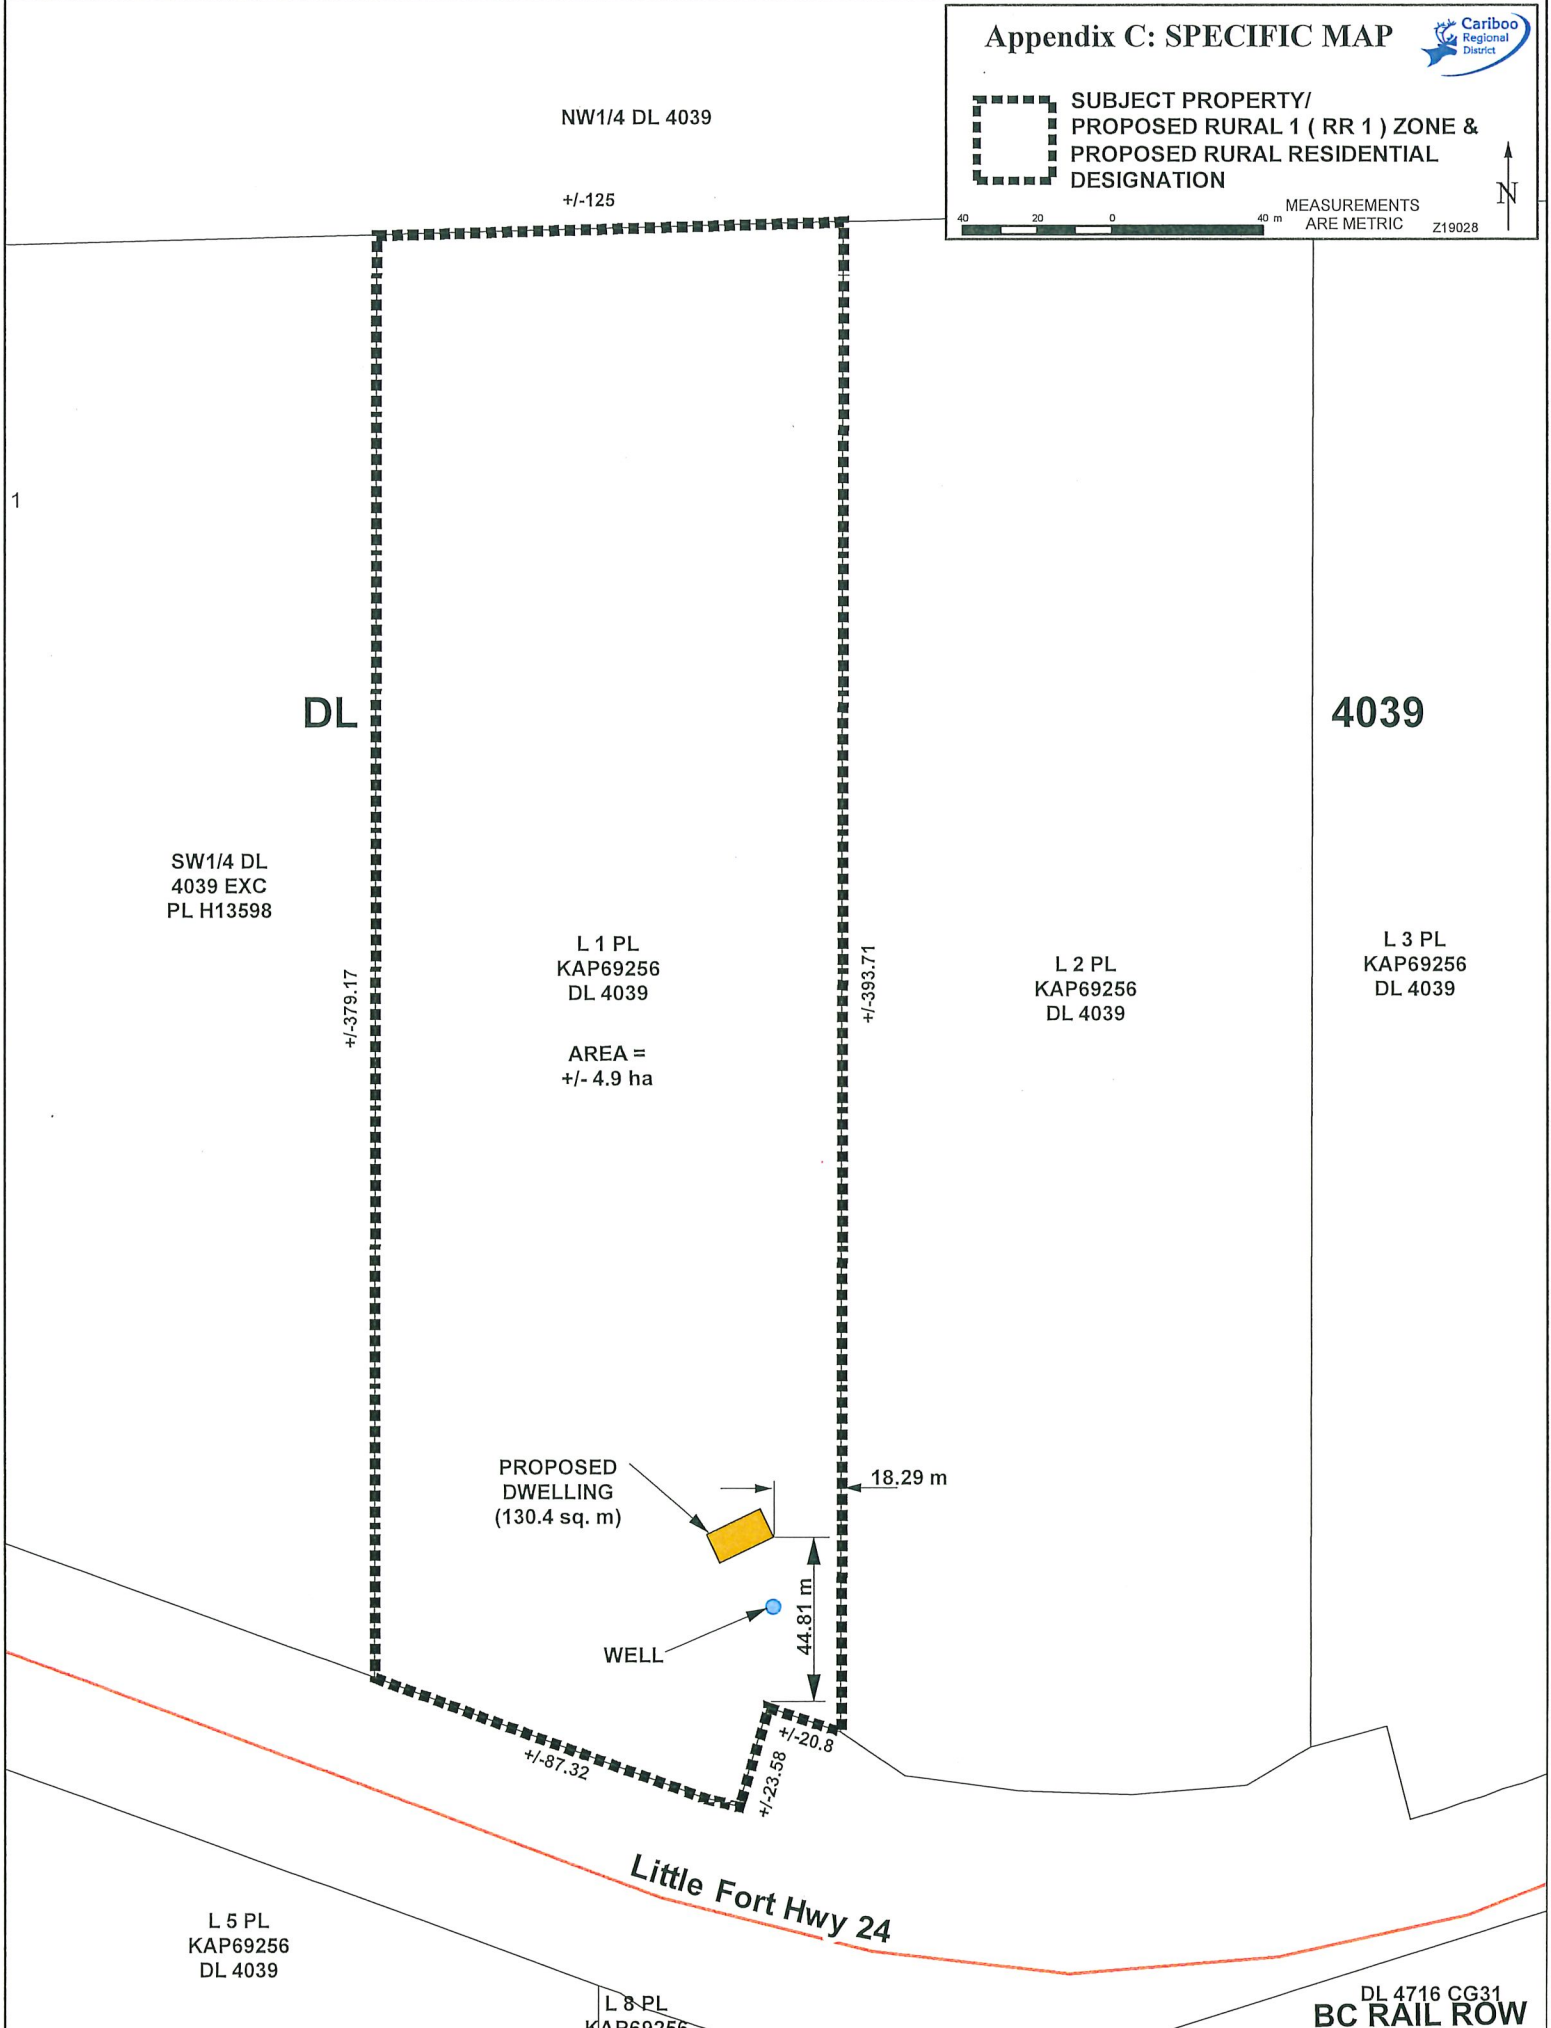 Appendix C: SPECIFIC MAP
Cariboo
Regional
District
SUBJECT PROPERTY/
PROPOSED RURAL 1 ( RR 1 ) ZONE &
PROPOSED RURAL RESIDENTIAL
DESIGNATION
N
MEASUREMENTS
ARE METRIC
Z19028
40 20 0 40 m
NW1/4 DL 4039
+/-125
1
DL
4039
SW1/4 DL
4039 EXC
PL H13598
+/-379.17
L 1 PL
KAP69256
DL 4039
AREA =
+/- 4.9 ha
+/-393.71
L 2 PL
KAP69256
DL 4039
L 3 PL
KAP69256
DL 4039
PROPOSED
DWELLING
(130.4 sq. m)
18.29 m
44.81 m
WELL
+/-87.32
+/-20.8
+/-23.58
Little Fort Hwy 24
L 5 PL
KAP69256
DL 4039
L 8 PL
KAP69256
DL 4716 CG31
BC RAIL ROW